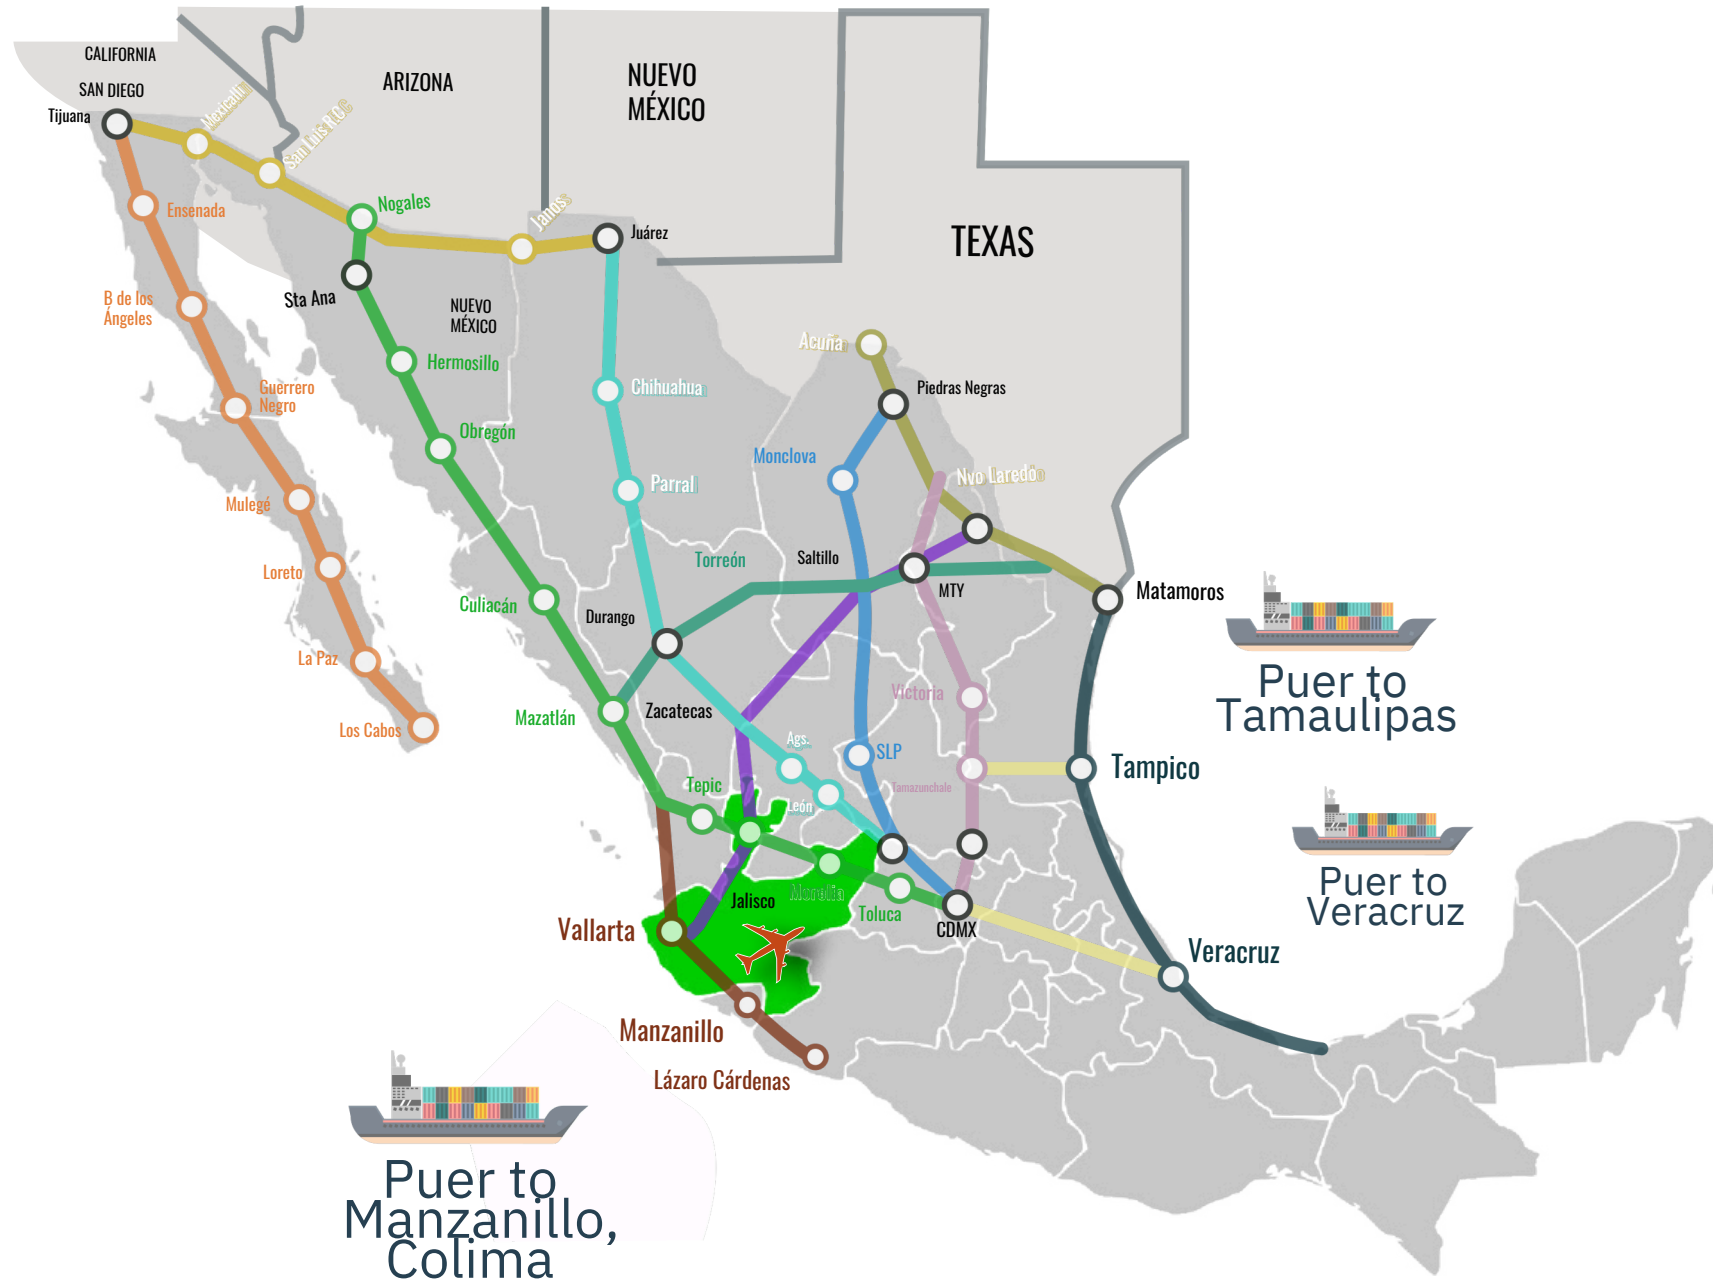 CALIFORNIA
SAN DIEGO
Tijuana
Mexicalli
San Luis R.O.C
ARIZONA
NUEVO
MÉXICO
TEXAS
Ensenada
Nogales
Janos
Juárez
Sta Ana
NUEVO
MÉXICO
B de los
Ángeles
Hermosillo
Acuña
Guerrero
Negro
Chihuahua
Piedras Negras
Obregón
Monclova
Nvo Laredo
Mulegé
Parral
Loreto
Torreón
Saltillo
MTY
Matamoros
Culiacán
Durango
La Paz
Puer to
Tamaulipas
Los Cabos
Mazatlán
Zacatecas
Victoria
Ags.
SLP
Tampico
Tepic
León
Tamazunchale
Puer to
Veracruz
Morelia
Jalisco
Toluca
CDMX
Vallarta
Veracruz
Manzanillo
Lázaro Cárdenas
Puer to
Manzanillo,
Colima